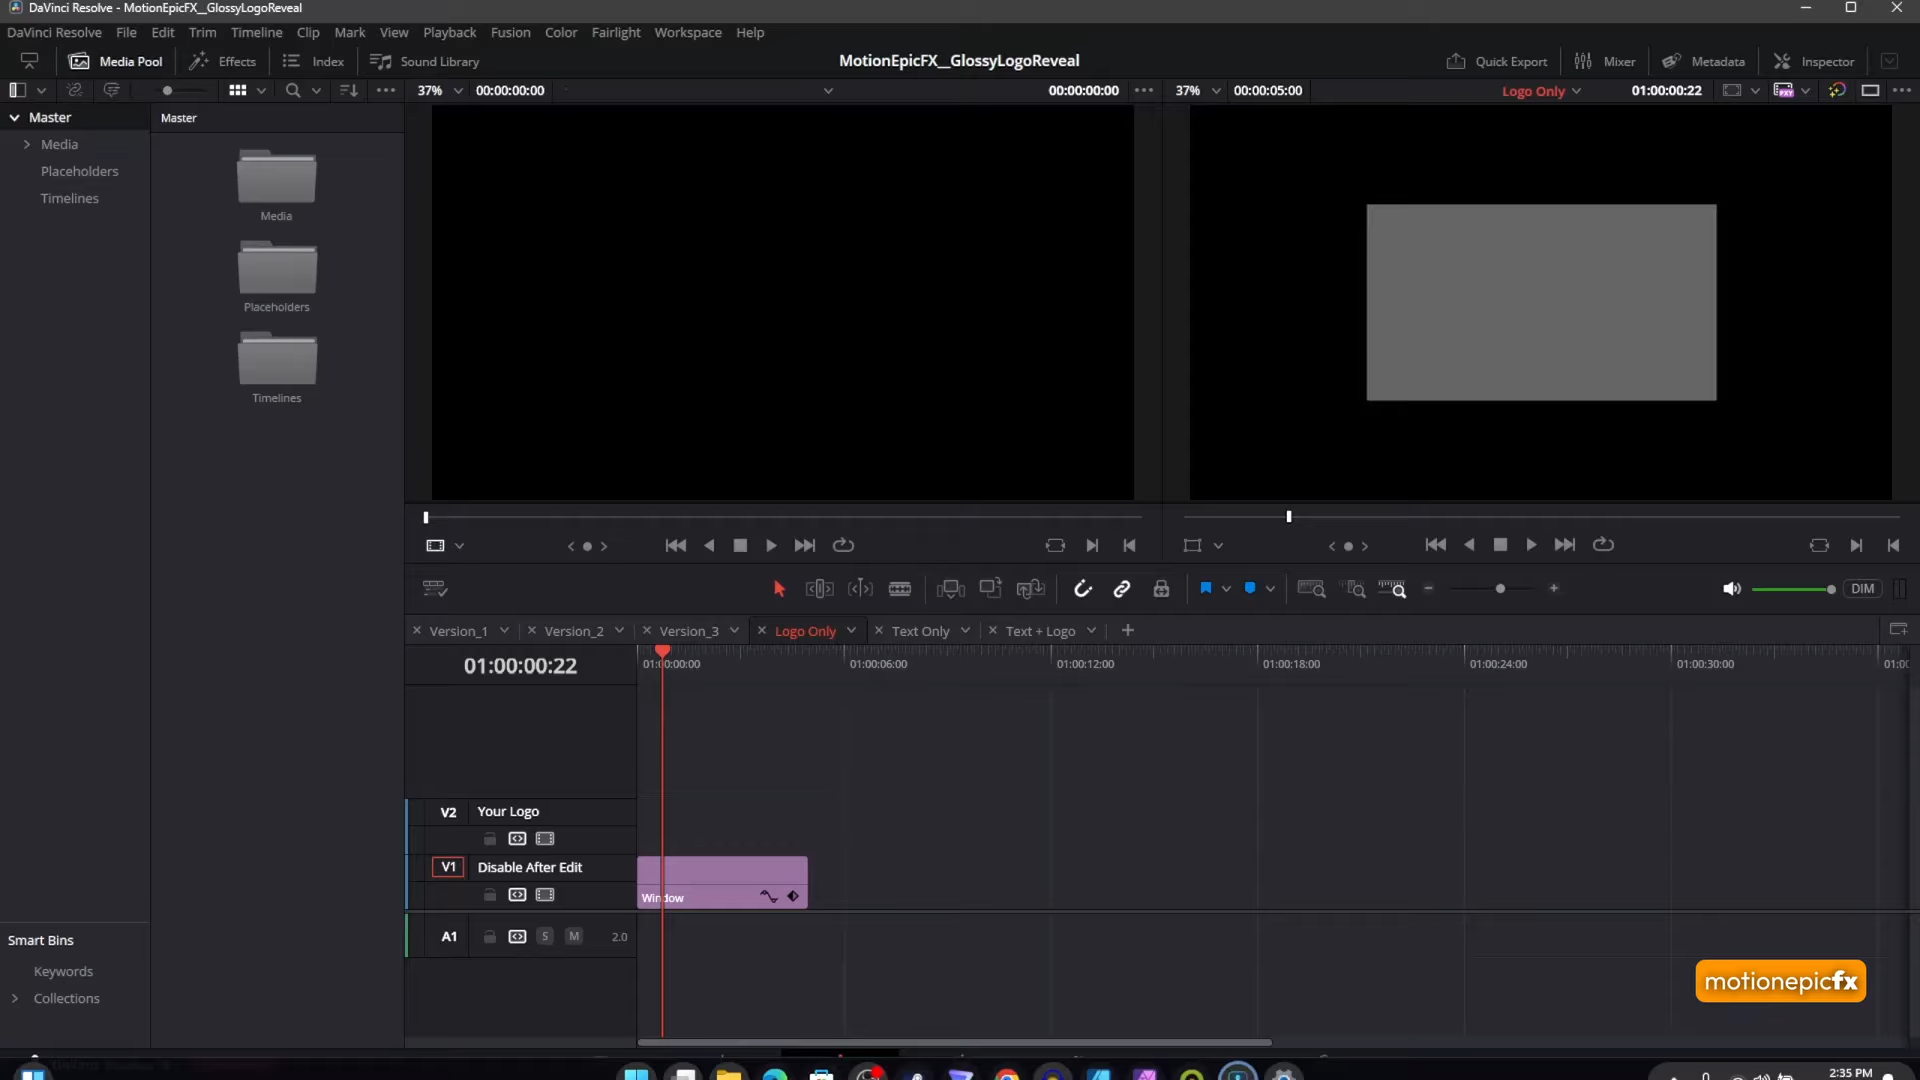 DaVinci Resolve - MotionEpicFX__GlossyLogoReveal
DaVinci Resolve File Edit Trim Timeline Clip Mark View Playback Fusion Color Fairlight Workspace Help
Media Pool Effects Index Sound Library MotionEpicFX__GlossyLogoReveal Quick Export Mixer Metadata Inspector
37% 00:00:00:00 00:00:00:00 37% 00:00:05:00 Logo Only 01:00:00:22
Master
Media
Placeholders
Timelines
Master
Media
Placeholders
Timelines
DIM
Version_1 Version_2 Version_3 Logo Only Text Only Text + Logo
01:00:00:22
01:00:00:00 01:00:06:00 01:00:12:00 01:00:18:00 01:00:24:00 01:00:30:00
V2 Your Logo
V1 Disable After Edit
Window
A1 S M 2.0
Smart Bins
Keywords
Collections
motionepicfx
2:35 PM